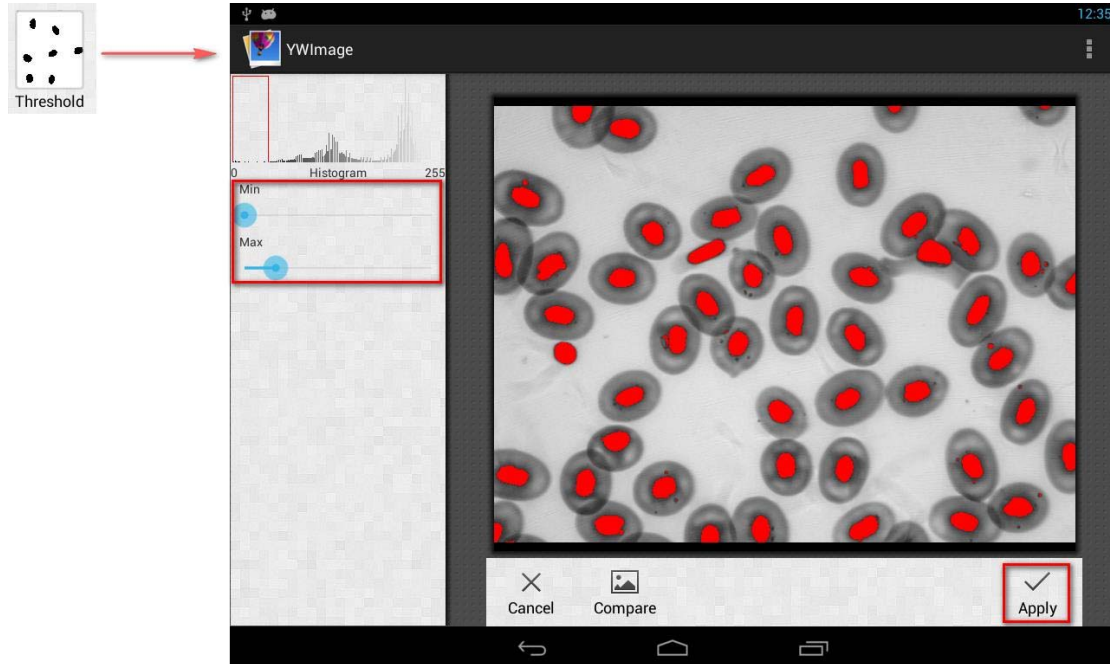 Threshold
12:35
YWImage
0 Histogram 255
Min
Max
Cancel Compare Apply